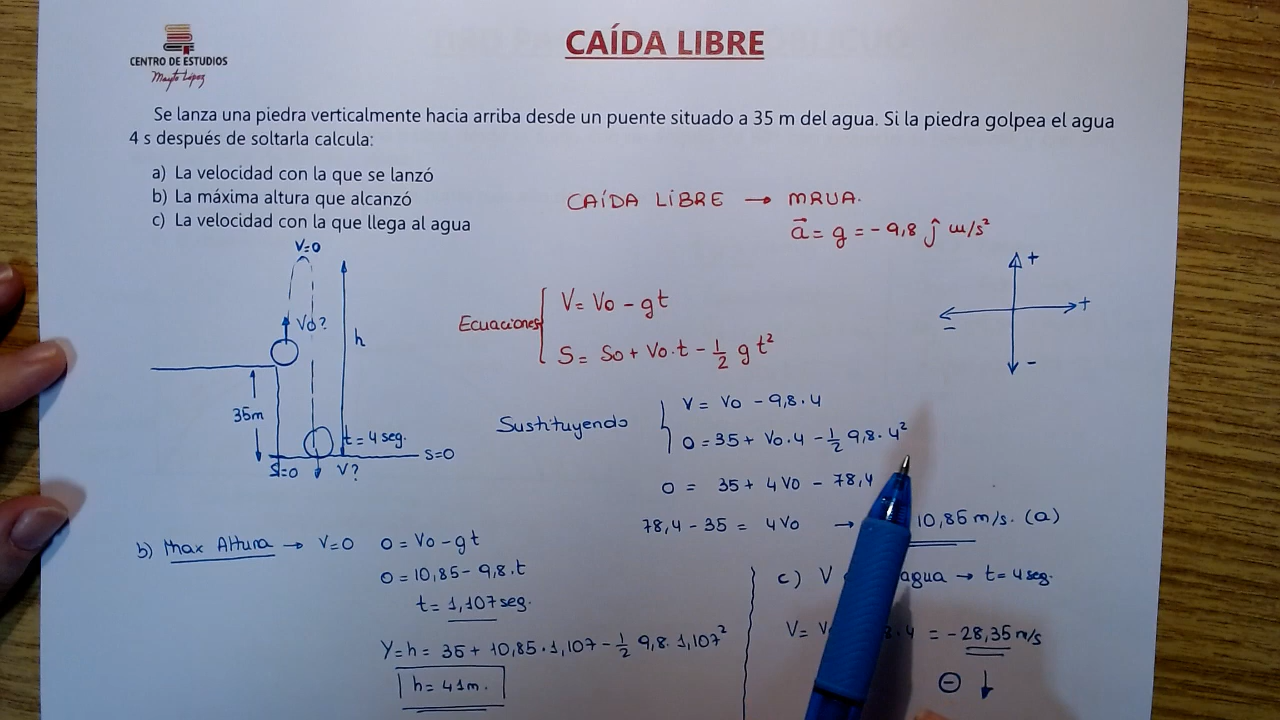 CENTRO DE ESTUDIOS
Mayto López
CAÍDA LIBRE
Se lanza una piedra verticalmente hacia arriba desde un puente situado a 35 m del agua. Si la piedra golpea el agua
4 s después de soltarla calcula:
a) La velocidad con la que se lanzó
b) La máxima altura que alcanzó
c) La velocidad con la que llega al agua
CAÍDA LIBRE → MRUA.
a⃗ = g = -9,8 ĵ m/s²
V=0
Vo?
h
35m
t = 4 seg.
S=0
S=0
V?
+
+
-
-
Ecuaciones
V = Vo - gt
S = So + Vo·t - 1/2 g t²
Sustituyendo
V = Vo - 9,8·4
0 = 35 + Vo·4 - 1/2 9,8·4²
0 = 35 + 4Vo - 78,4
78,4 - 35 = 4Vo → 10,85 m/s. (a)
b) Max Altura → V=0 0 = Vo - gt
0 = 10,85 - 9,8·t
t = 1,107 seg.
Y=h = 35 + 10,85·1,107 - 1/2 9,8·1,107²
h = 41m.
c) V agua → t = 4 seg.
V = V 8·4 = -28,35 m/s
⊖ ↓